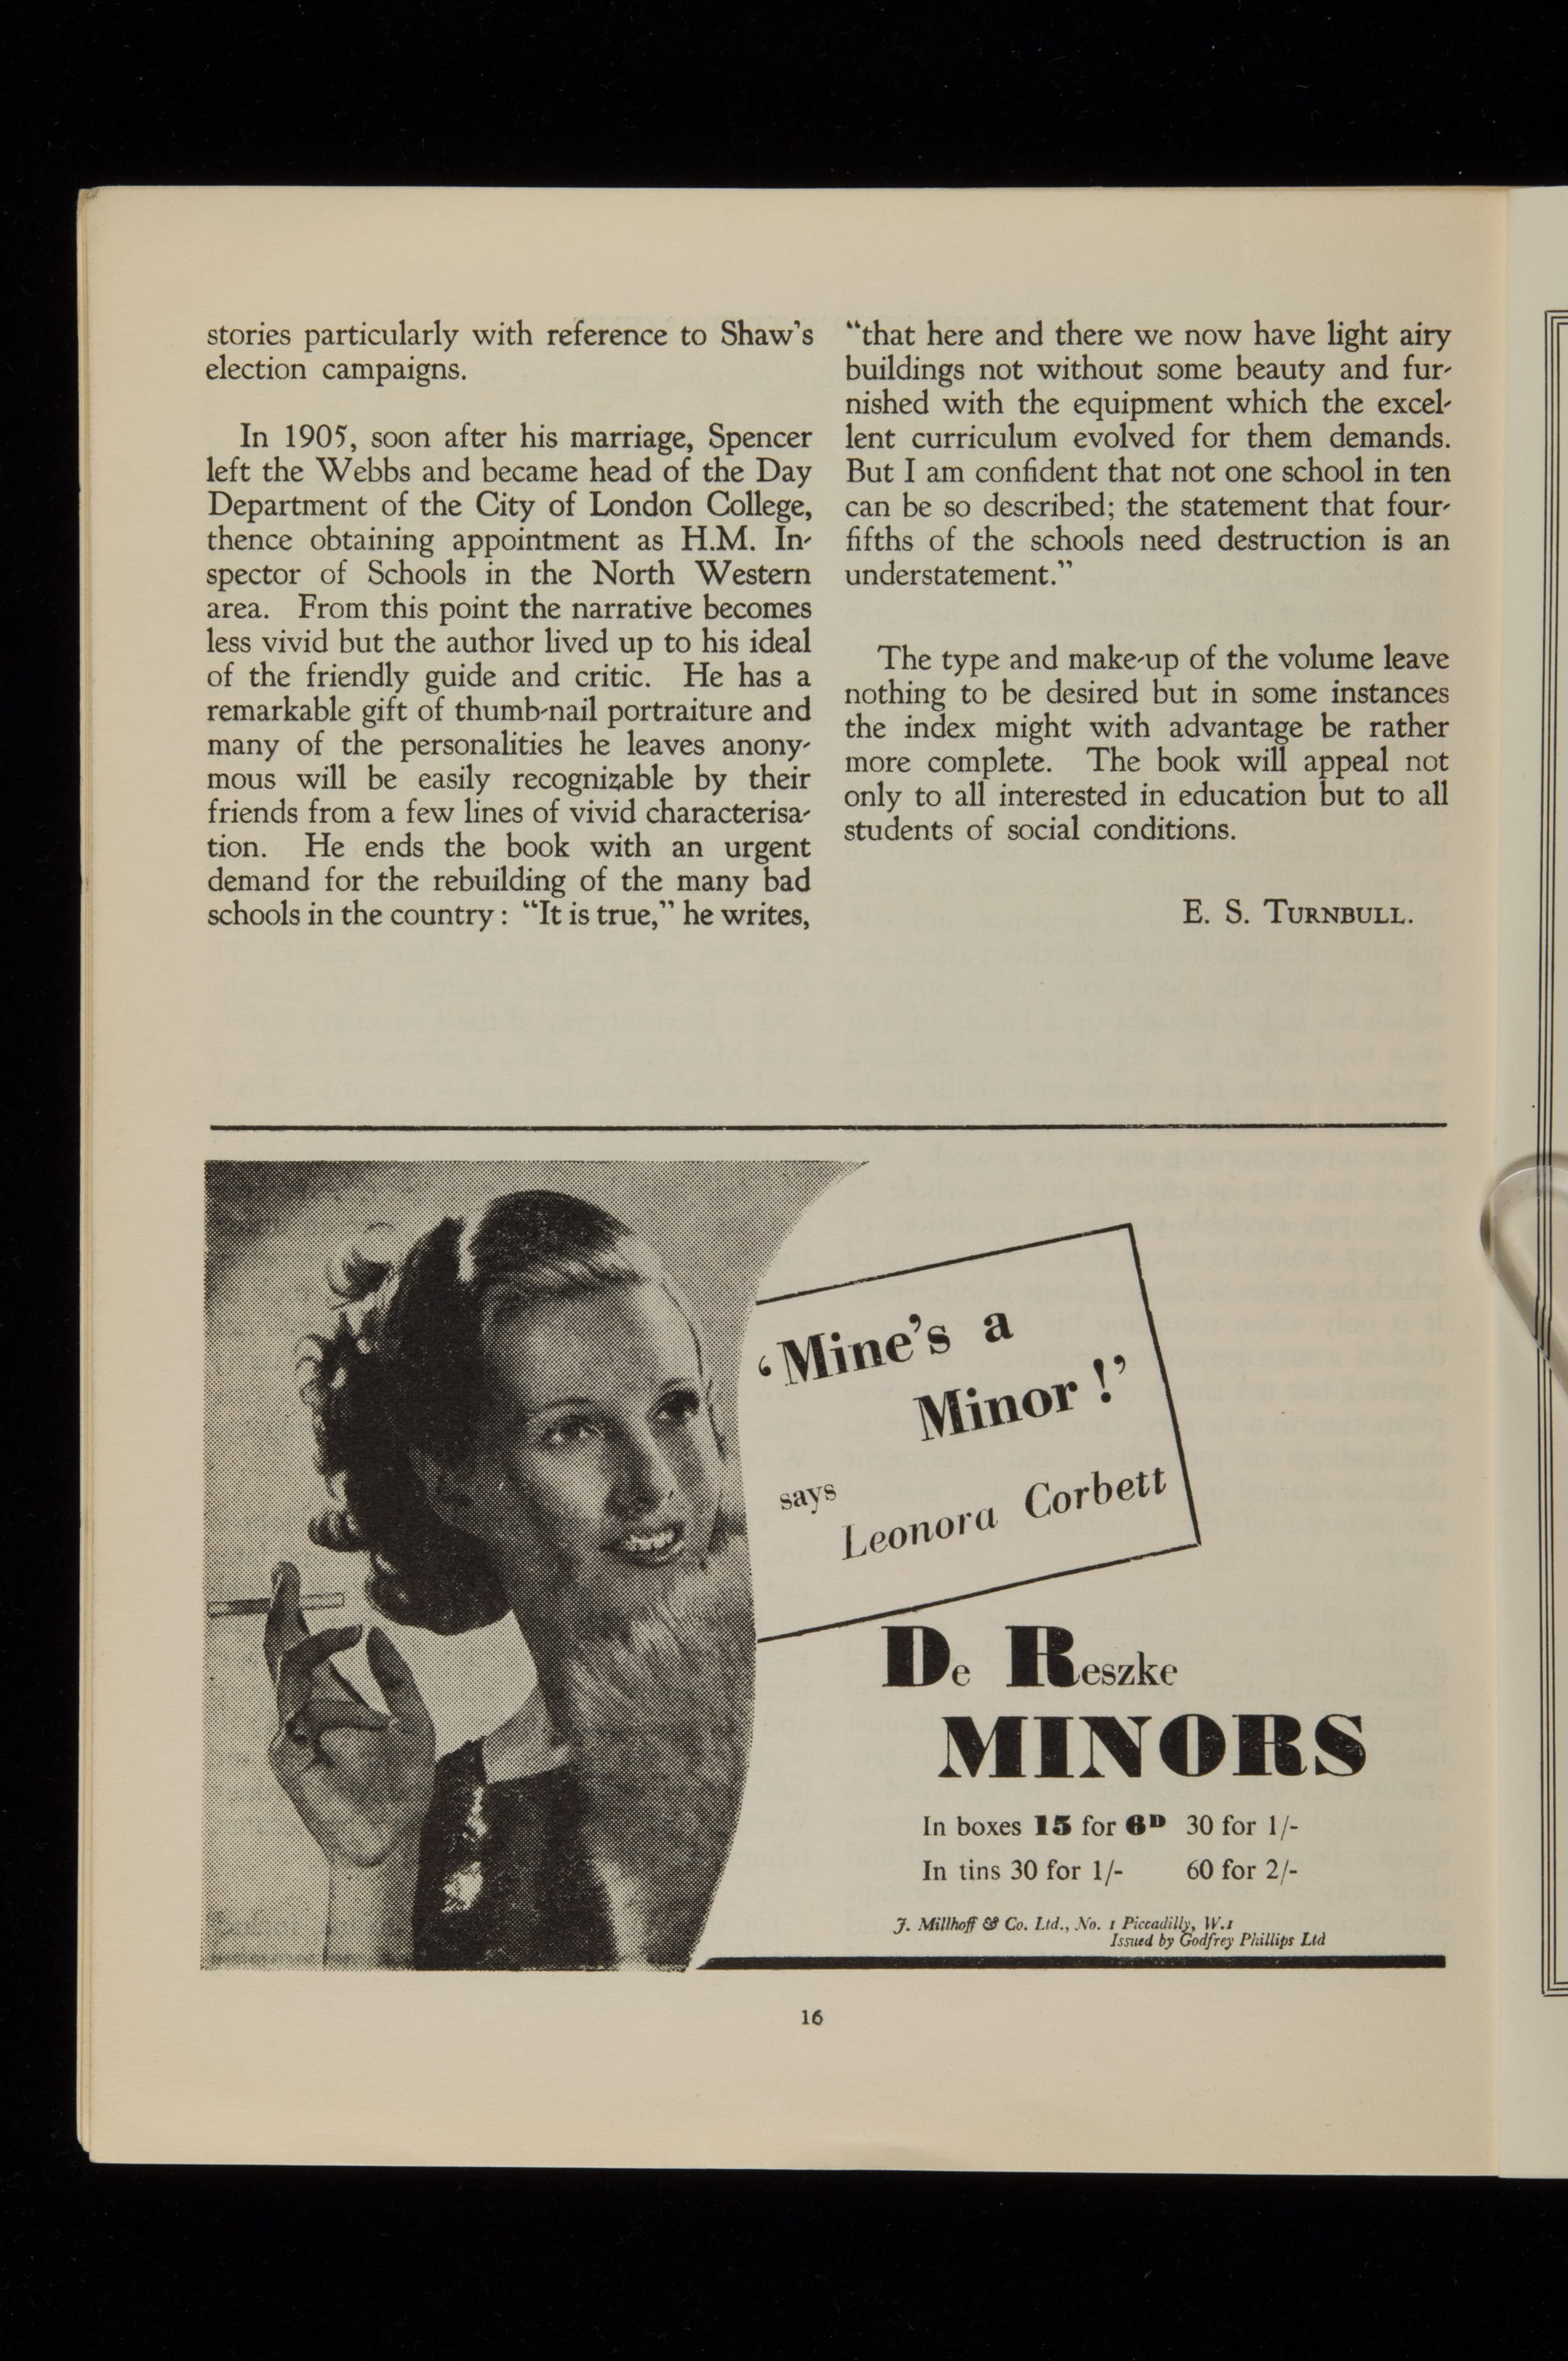 stories particularly with reference to Shaw's
election campaigns.
In 1905, soon after his marriage, Spencer
left the Webbs and became head of the Day
Department of the City of London College,
thence obtaining appointment as H.M. In-
spector of Schools in the North Western
area. From this point the narrative becomes
less vivid but the author lived up to his ideal
of the friendly guide and critic. He has a
remarkable gift of thumb-nail portraiture and
many of the personalities he leaves anony-
mous will be easily recognizable by their
friends from a few lines of vivid characterisa-
tion. He ends the book with an urgent
demand for the rebuilding of the many bad
schools in the country : “It is true,” he writes,
“that here and there we now have light airy
buildings not without some beauty and fur-
nished with the equipment which the excel-
lent curriculum evolved for them demands.
But I am confident that not one school in ten
can be so described; the statement that four-
fifths of the schools need destruction is an
understatement.”
The type and make-up of the volume leave
nothing to be desired but in some instances
the index might with advantage be rather
more complete. The book will appeal not
only to all interested in education but to all
students of social conditions.
E. S. TURNBULL.
‘Mine’s a
Minor !’
says
Leonora Corbett
De Reszke
MINORS
In boxes 15 for 6D 30 for 1/-
In tins 30 for 1/- 60 for 2/-
J. Millhoff & Co. Ltd., No. 1 Piccadilly, W.1
Issued by Godfrey Phillips Ltd
16